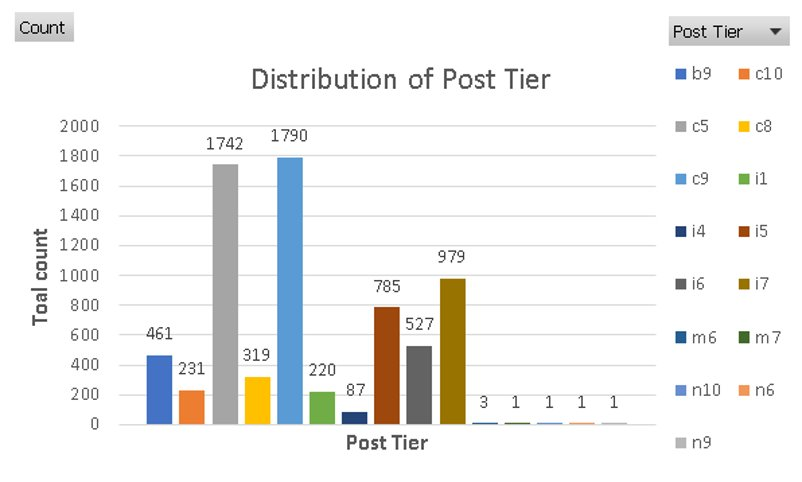 Count
Post Tier
Distribution of Post Tier
b9 c10
c5 c8
c9 i1
i4 i5
i6 i7
m6 m7
n10 n6
n9
Toal count
2000
1800
1600
1400
1200
1000
800
600
400
200
0
461 231 1742 319 1790 220 87 785 527 979 3 1 1 1 1
Post Tier